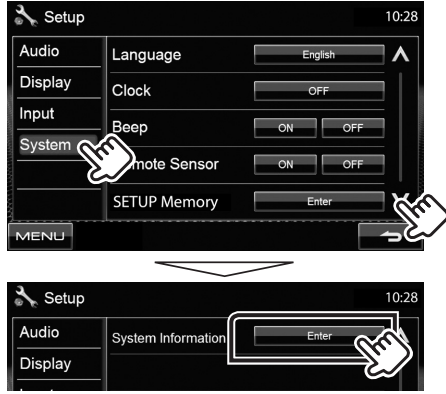 Setup 10:28
Audio
Display
Input
System
Language English
Clock OFF
Beep ON OFF
mote Sensor ON OFF
SETUP Memory Enter
MENU
Setup 10:28
Audio
Display
System Information Enter